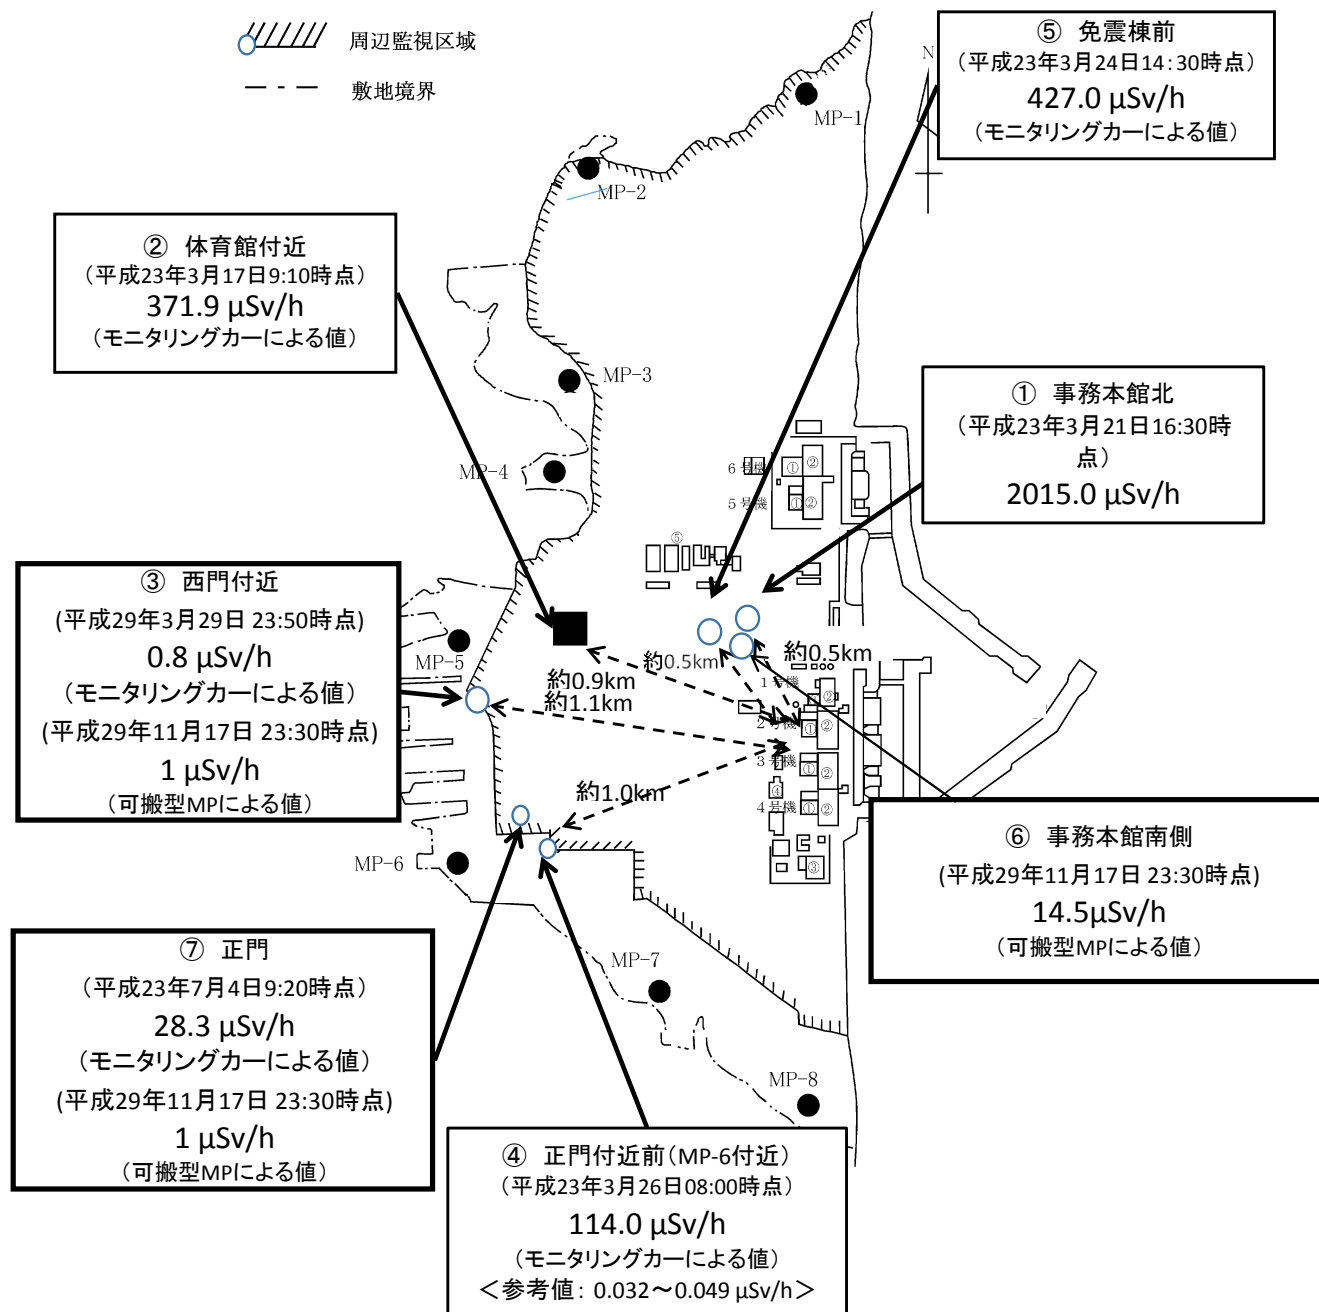 周辺監視区域
敷地境界
⑤ 免震棟前
（平成23年3月24日14：30時点）
427.0 μSv/h
（モニタリングカーによる値）
N
MP-1
MP-2
② 体育館付近
（平成23年3月17日9:10時点）
371.9 μSv/h
（モニタリングカーによる値）
MP-3
① 事務本館北
（平成23年3月21日16:30時
点）
2015.0 μSv/h
MP-4
６号機
①
②
５号機
①
②
⑤
③ 西門付近
(平成29年3月29日 23:50時点)
0.8 μSv/h
（モニタリングカーによる値）
(平成29年11月17日 23:30時点)
1 μSv/h
（可搬型MPによる値）
MP-5
約0.5km
約0.5km
約0.9km
約1.1km
１号機
②
２号機
①
②
３号機
①
②
④
４号機
①
②
③
約1.0km
MP-6
⑥ 事務本館南側
(平成29年11月17日 23:30時点)
14.5μSv/h
（可搬型MPによる値）
⑦ 正門
（平成23年7月4日9:20時点）
28.3 μSv/h
（モニタリングカーによる値）
(平成29年11月17日 23:30時点)
1 μSv/h
（可搬型MPによる値）
MP-7
MP-8
④ 正門付近前（MP-6付近）
（平成23年3月26日08:00時点）
114.0 μSv/h
（モニタリングカーによる値）
＜参考値：0.032～0.049 μSv/h＞